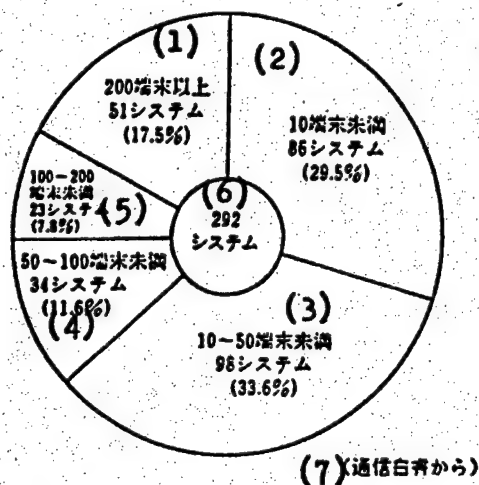 (1)
200端末以上
51システム
(17.5%)
(2)
10端末未満
86システム
(29.5%)
(3)
10～50端末未満
98システム
(33.6%)
50～100端末未満
34システム
(11.6%)
(4)
100-200
端末未満
23システ
(5)
(7.8%)
(6)
292
システム
(7)
(通信白書から)